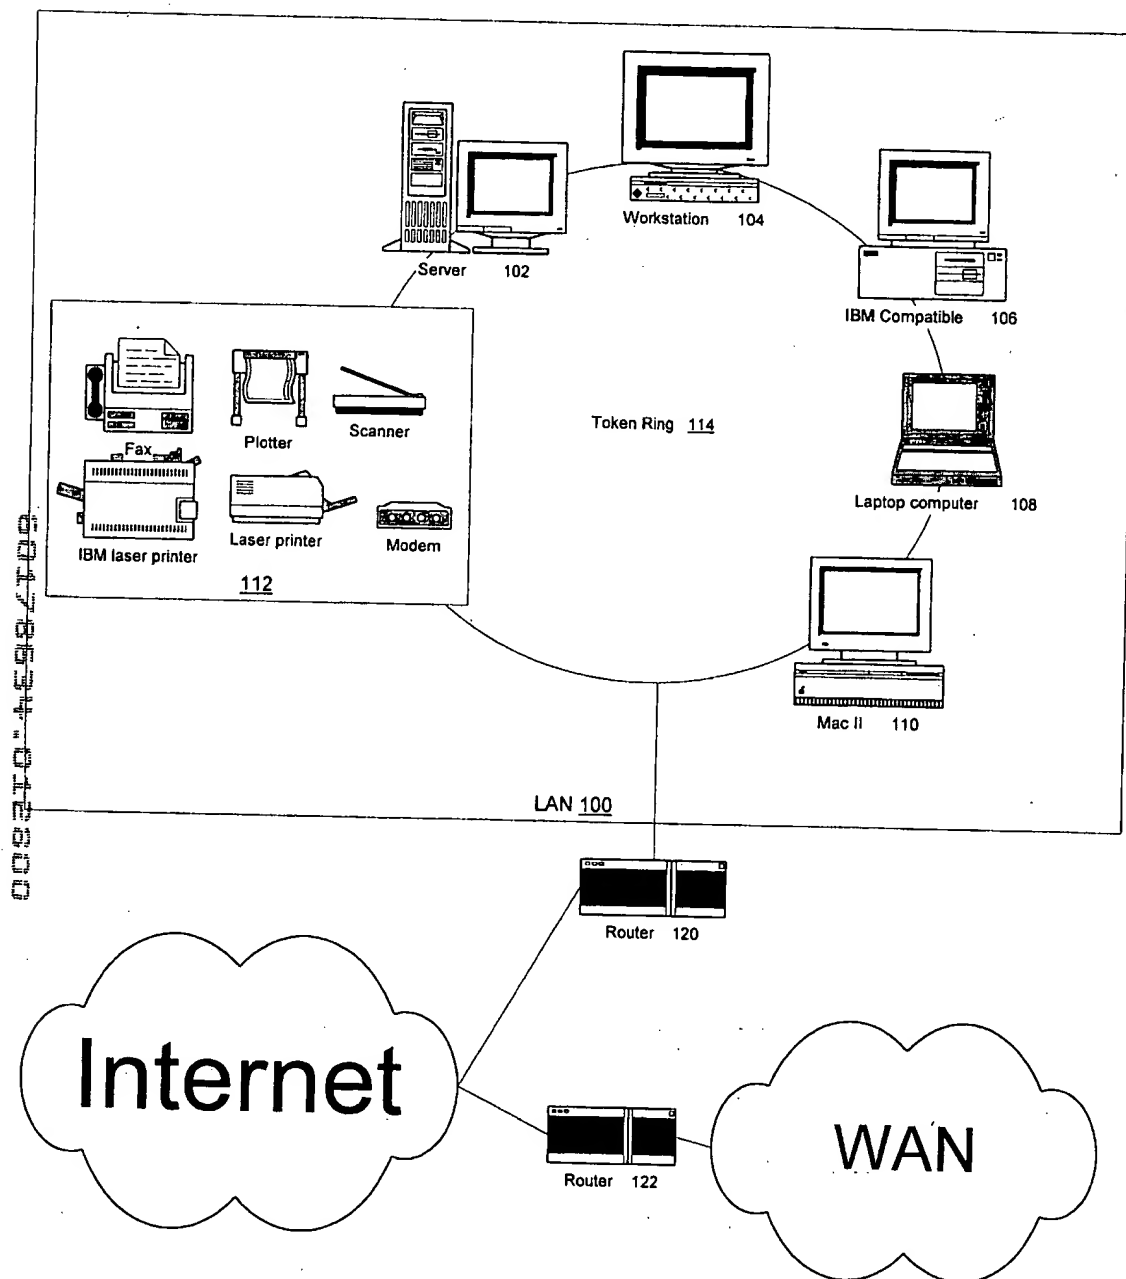 Workstation 104
Server 102
IBM Compatible 106
Fax
Plotter
Scanner
Token Ring 114
IBM laser printer
Laser printer
Modem
Laptop computer 108
112
Mac II 110
LAN 100
Router 120
Internet
Router 122
WAN